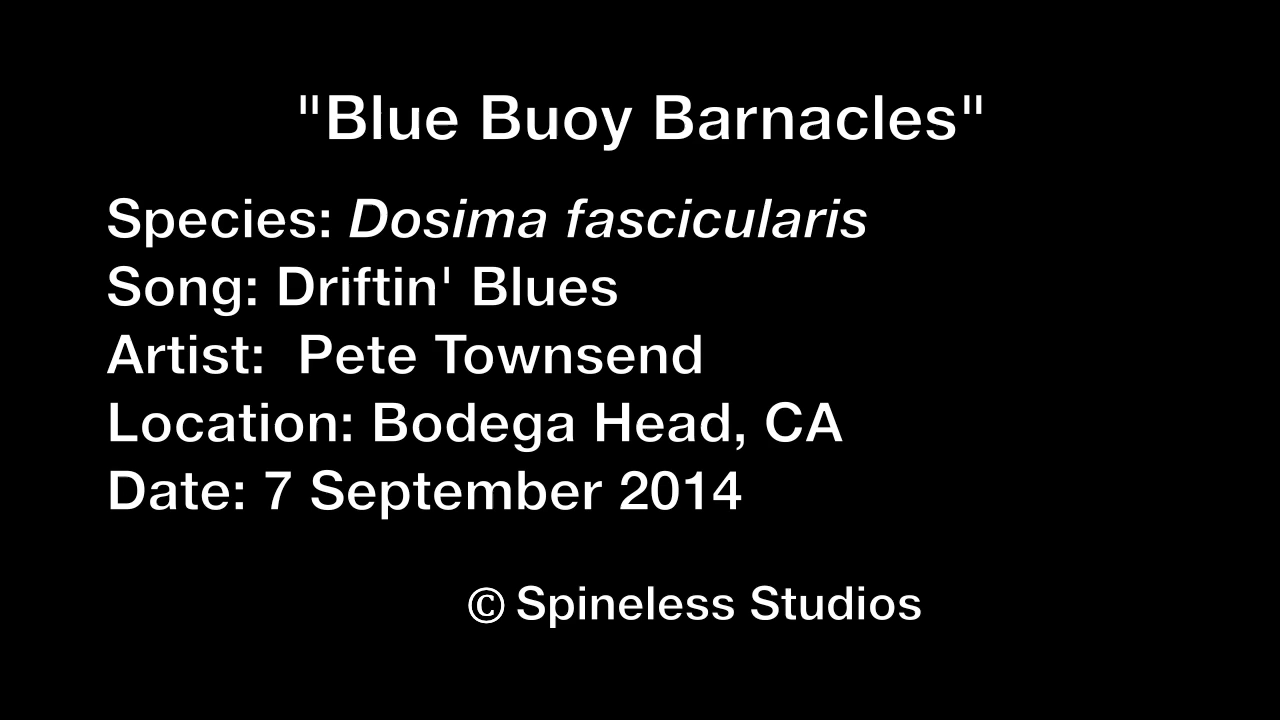 "Blue Buoy Barnacles"
Species: Dosima fascicularis
Song: Driftin' Blues
Artist:  Pete Townsend
Location: Bodega Head, CA
Date: 7 September 2014
© Spineless Studios